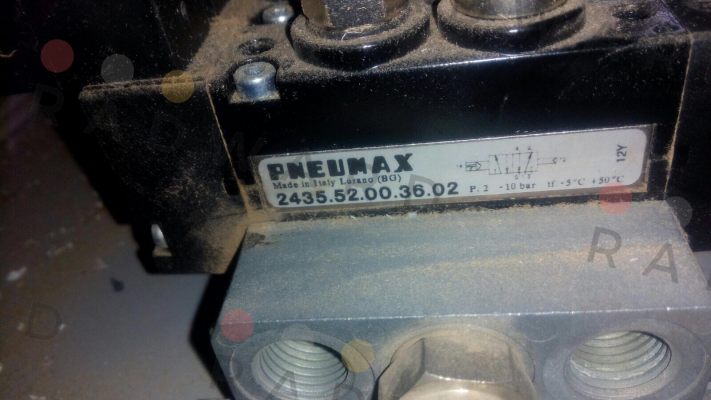 PNEUMAX
Made in Italy Lurano (BG)
2435.52.00.36.02
P. 2 -10 bar tf -5°C +50°C
12Y